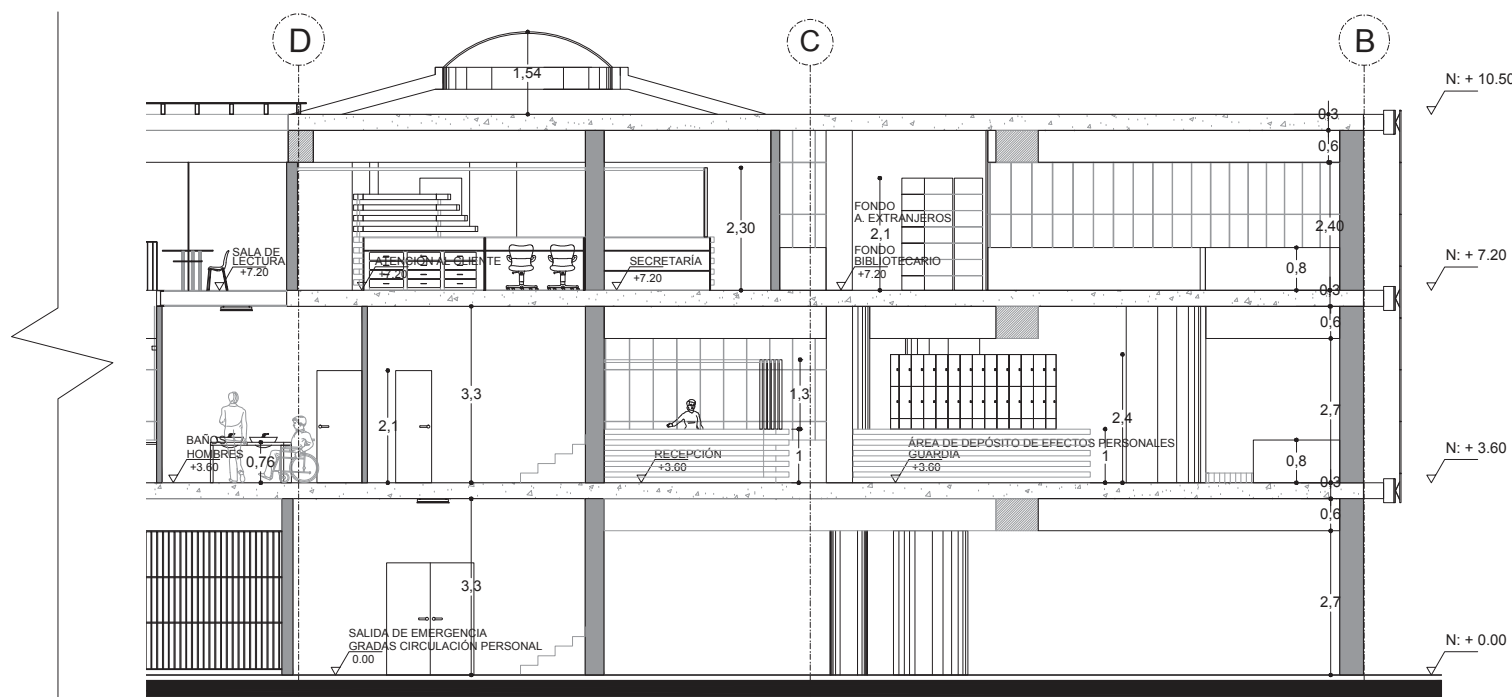 D
C
B
1,54
N: + 10.50
0.3
0,6
2,30
FONDO
A. EXTRANJEROS
2,1
FONDO
BIBLIOTECARIO
+7.20
2,40
0,8
SALA DE
LECTURA
+7.20
ATENCIÓN AL CLIENTE
+7.20
SECRETARÍA
+7.20
N: + 7.20
0.3
0,6
3,3
2,1
1,3
2,4
2,7
BAÑOS
HOMBRES
+3.60
0,76
RECEPCIÓN
+3.60
1
ÁREA DE DEPÓSITO DE EFECTOS PERSONALES
GUARDIA
+3.60
1
0,8
N: + 3.60
0.3
0,6
3,3
2,7
SALIDA DE EMERGENCIA
GRADAS CIRCULACIÓN PERSONAL
0.00
N: + 0.00